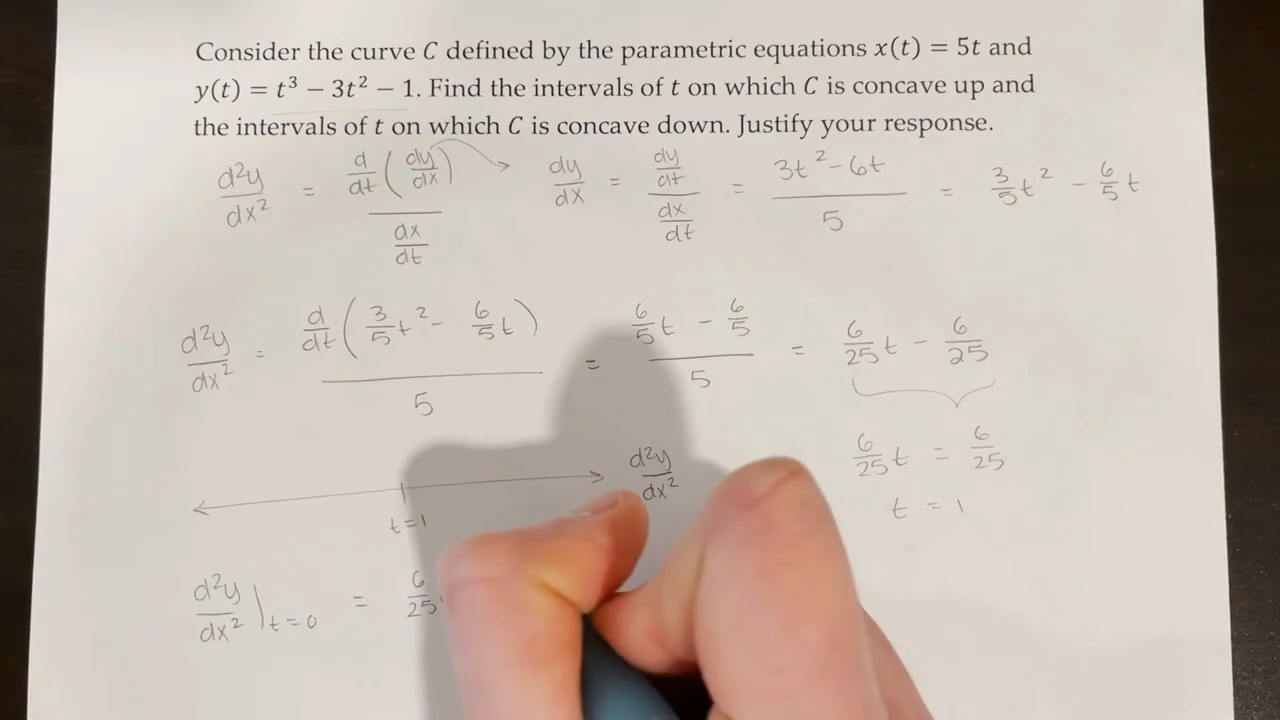 Consider the curve C defined by the parametric equations x(t) = 5t and
y(t) = t³ − 3t² − 1. Find the intervals of t on which C is concave up and
the intervals of t on which C is concave down. Justify your response.
d²y/dx² = (d/dt (dy/dx)) / (dx/dt) → dy/dx = (dy/dt) / (dx/dt) = (3t² − 6t) / 5 = 3/5 t² − 6/5 t
d²y/dx² = (d/dt (3/5 t² − 6/5 t)) / 5 = (6/5 t − 6/5) / 5 = 6/25 t − 6/25
6/25 t = 6/25
t = 1
d²y/dx²
t = 1
d²y/dx² |t = 0 = 6/25